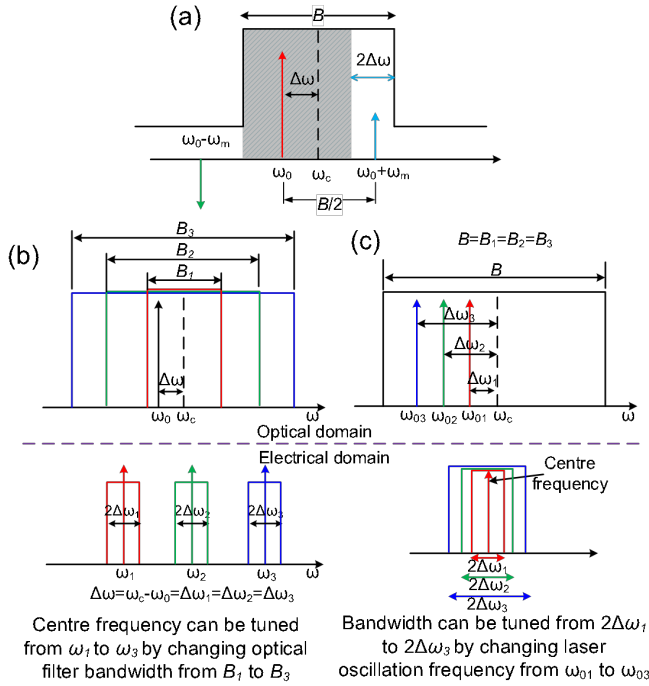 (a)
B
Δω
2Δω
ω0-ωm
ω0
ωc
ω0+ωm
B/2
(b)
B3
B2
B1
Δω
ω0
ωc
ω
(c)
B=B1=B2=B3
B
Δω3
Δω2
Δω1
ω03
ω02
ω01
ωc
ω
Optical domain
Electrical domain
2Δω1
2Δω2
2Δω3
ω1
ω2
ω3
ω
Δω=ωc-ω0=Δω1=Δω2=Δω3
Centre frequency can be tuned
from ω1 to ω3 by changing optical
filter bandwidth from B1 to B3
Centre
frequency
2Δω1
2Δω2
2Δω3
Bandwidth can be tuned from 2Δω1
to 2Δω3 by changing laser
oscillation frequency from ω01 to ω03